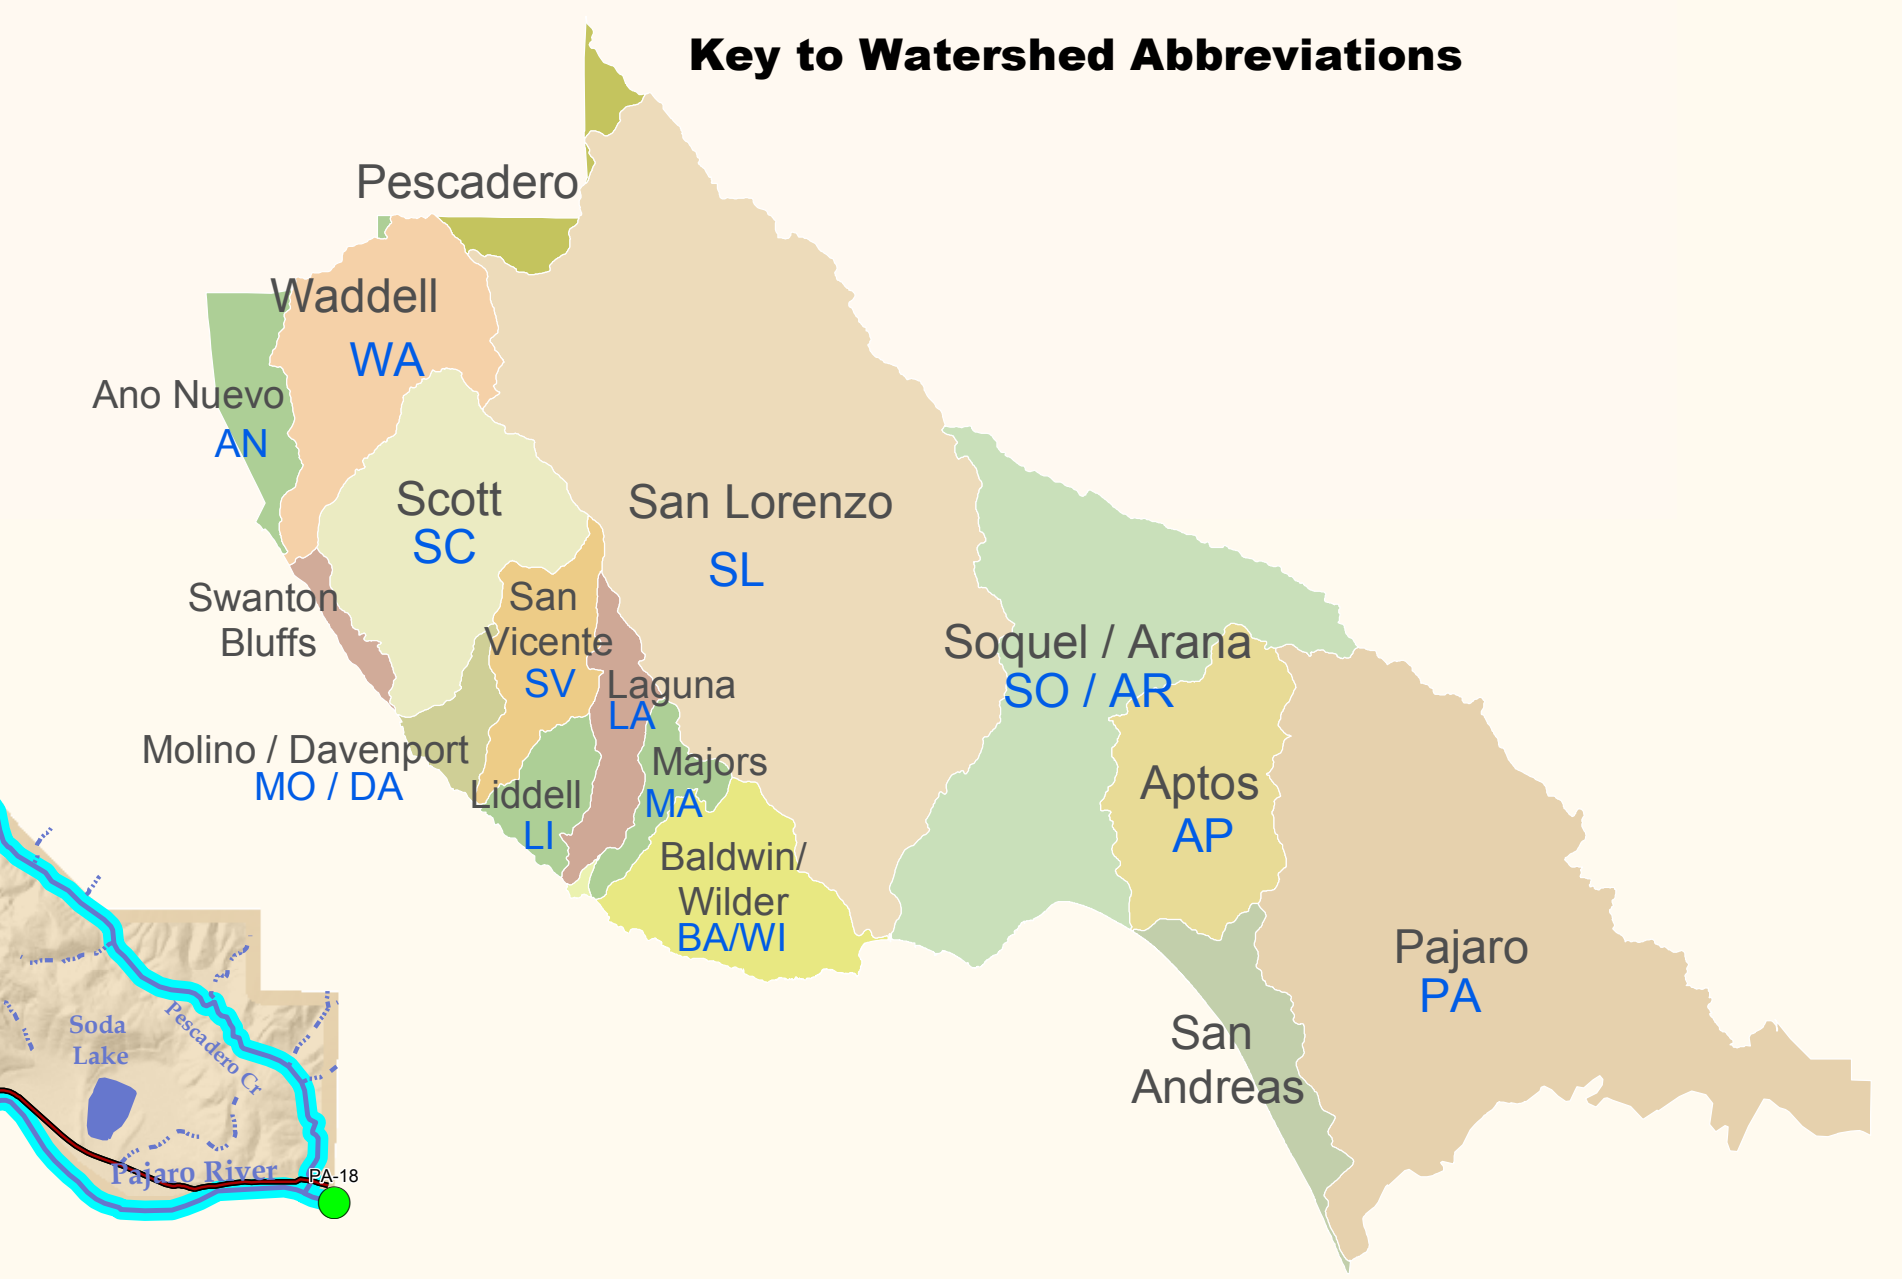 Key to Watershed Abbreviations
Pescadero
Waddell
WA
Ano Nuevo
AN
Scott
SC
San Lorenzo
SL
Swanton
Bluffs
San
Vicente
SV
Laguna
LA
Soquel / Arana
SO / AR
Molino / Davenport
MO / DA
Liddell
LI
Majors
MA
Aptos
AP
Baldwin/
Wilder
BA/WI
Pajaro
PA
San
Andreas
Soda
Lake
Pescadero Cr
Pajaro River
PA-18